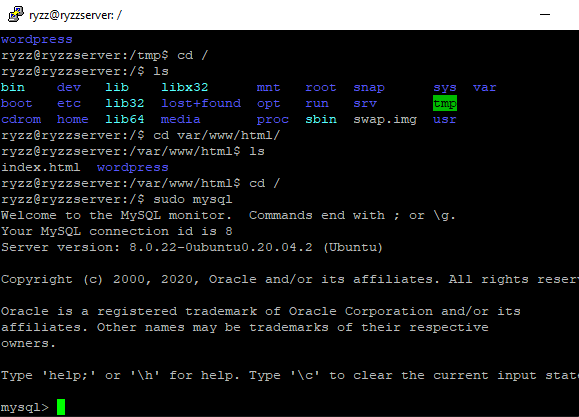 ryzz@ryzzserver: /
wordpress
ryzz@ryzzserver:/tmp$ cd /
ryzz@ryzzserver:/$ ls
bin dev lib libx32 mnt root snap sys var
boot etc lib32 lost+found opt run srv tmp
cdrom home lib64 media proc sbin swap.img usr
ryzz@ryzzserver:/$ cd var/www/html/
ryzz@ryzzserver:/var/www/html$ ls
index.html wordpress
ryzz@ryzzserver:/var/www/html$ cd /
ryzz@ryzzserver:/$ sudo mysql
Welcome to the MySQL monitor.  Commands end with ; or \g.
Your MySQL connection id is 8
Server version: 8.0.22-0ubuntu0.20.04.2 (Ubuntu)
Copyright (c) 2000, 2020, Oracle and/or its affiliates. All rights reser
Oracle is a registered trademark of Oracle Corporation and/or its
affiliates. Other names may be trademarks of their respective
owners.
Type 'help;' or '\h' for help. Type '\c' to clear the current input stat
mysql>